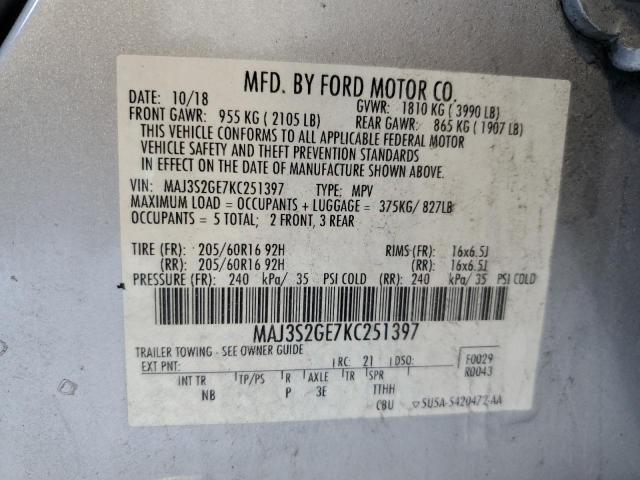 MFD. BY FORD MOTOR CO.
DATE: 10/18 GVWR: 1810 KG ( 3990 LB)
FRONT GAWR: 955 KG ( 2105 LB) REAR GAWR: 865 KG ( 1907 LB)
THIS VEHICLE CONFORMS TO ALL APPLICABLE FEDERAL MOTOR
VEHICLE SAFETY AND THEFT PREVENTION STANDARDS
IN EFFECT ON THE DATE OF MANUFACTURE SHOWN ABOVE.
VIN: MAJ3S2GE7KC251397 TYPE: MPV
MAXIMUM LOAD = OCCUPANTS + LUGGAGE = 375KG/ 827LB
OCCUPANTS = 5 TOTAL; 2 FRONT, 3 REAR
TIRE (FR): 205/60R16 92H RIMS (FR): 16x6.5J
(RR): 205/60R16 92H (RR): 16x6.5J
PRESSURE (FR): 240 kPa/ 35 PSI COLD (RR): 240 kPa/ 35 PSI COLD
MAJ3S2GE7KC251397
TRAILER TOWING - SEE OWNER GUIDE
EXT PNT: RC: 21 DSO: F0029
R0043
INT TR TP/PS R AXLE TR SPR
NB P 3E TTHH
CBU 5U5A-5420472-AA